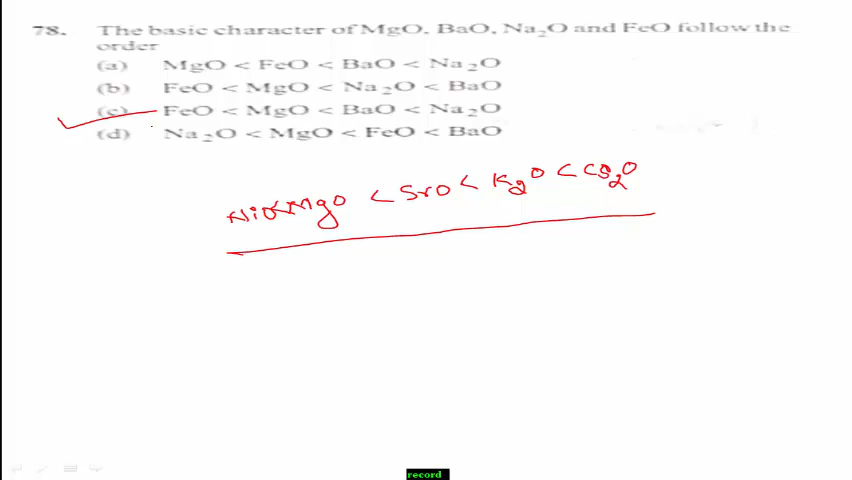 78. The basic character of MgO, BaO, Na₂O and FeO follow the
order
(a) MgO < FeO < BaO < Na₂O
(b) FeO < MgO < Na₂O < BaO
(c) FeO < MgO < BaO < Na₂O
(d) Na₂O < MgO < FeO < BaO
NiO<MgO < SrO < K₂O < Cs₂O
record